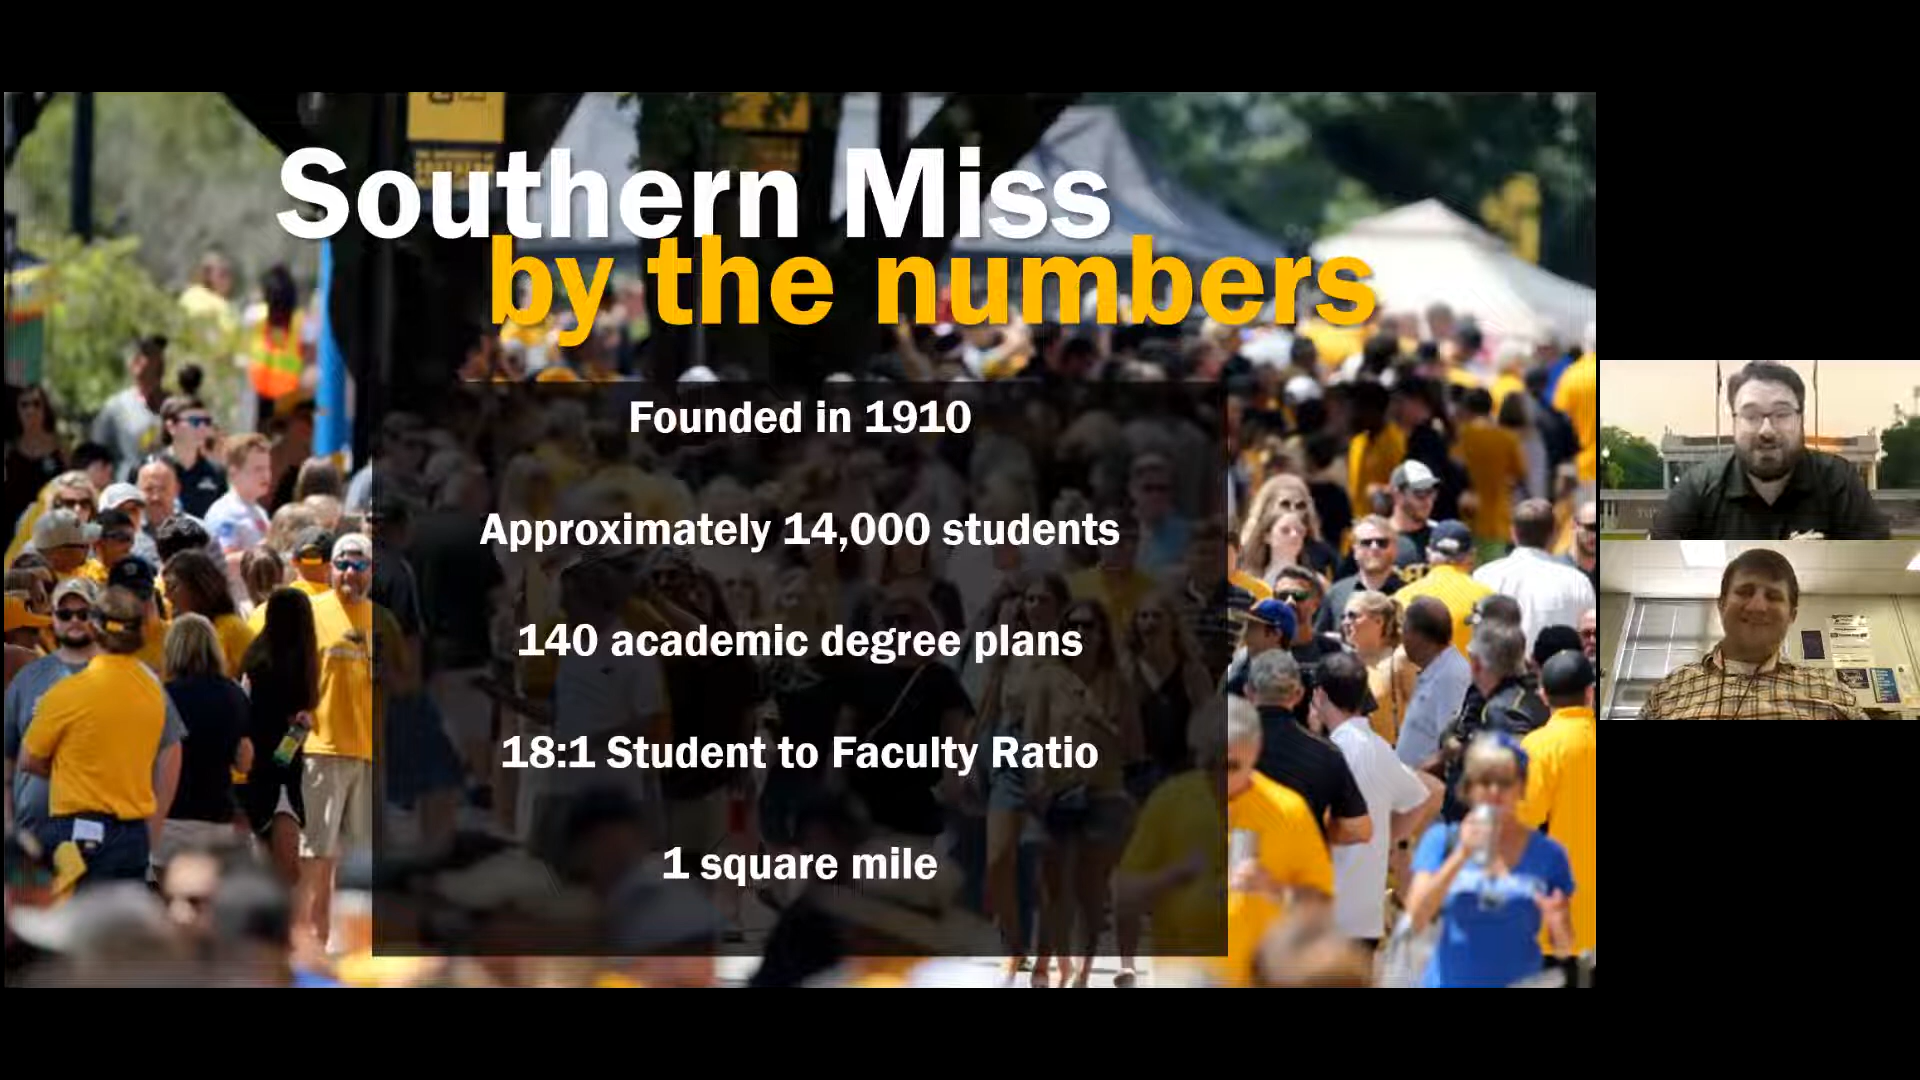 Southern Miss
by the numbers
Founded in 1910
Approximately 14,000 students
140 academic degree plans
18:1 Student to Faculty Ratio
1 square mile